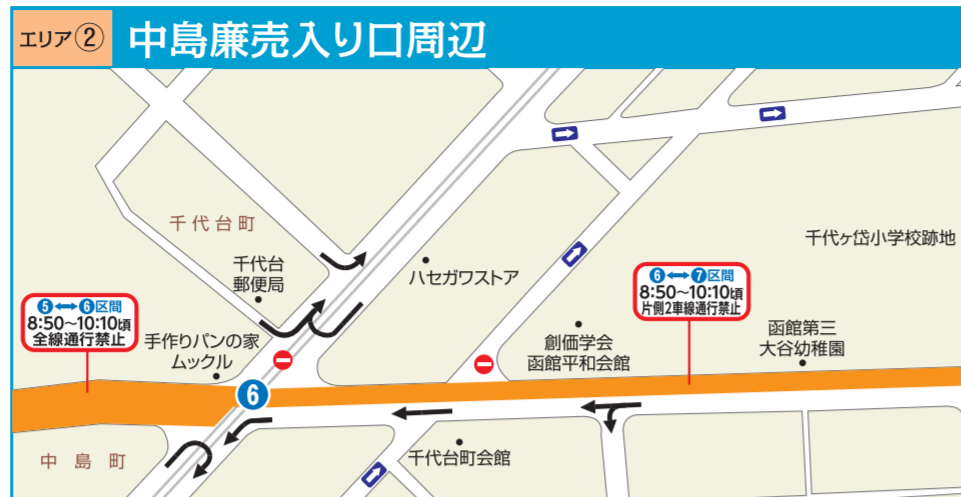 エリア② 中島廉売入り口周辺
千代台町
千代台
郵便局
ハセガワストア
千代ヶ岱小学校跡地
⑤⟷⑥区間
8:50~10:10頃
全線通行禁止
手作りパンの家
ムックル
⑥⟷⑦区間
8:50~10:10頃
片側2車線通行禁止
創価学会
函館平和会館
函館第三
大谷幼稚園
6
中島町
千代台町会館